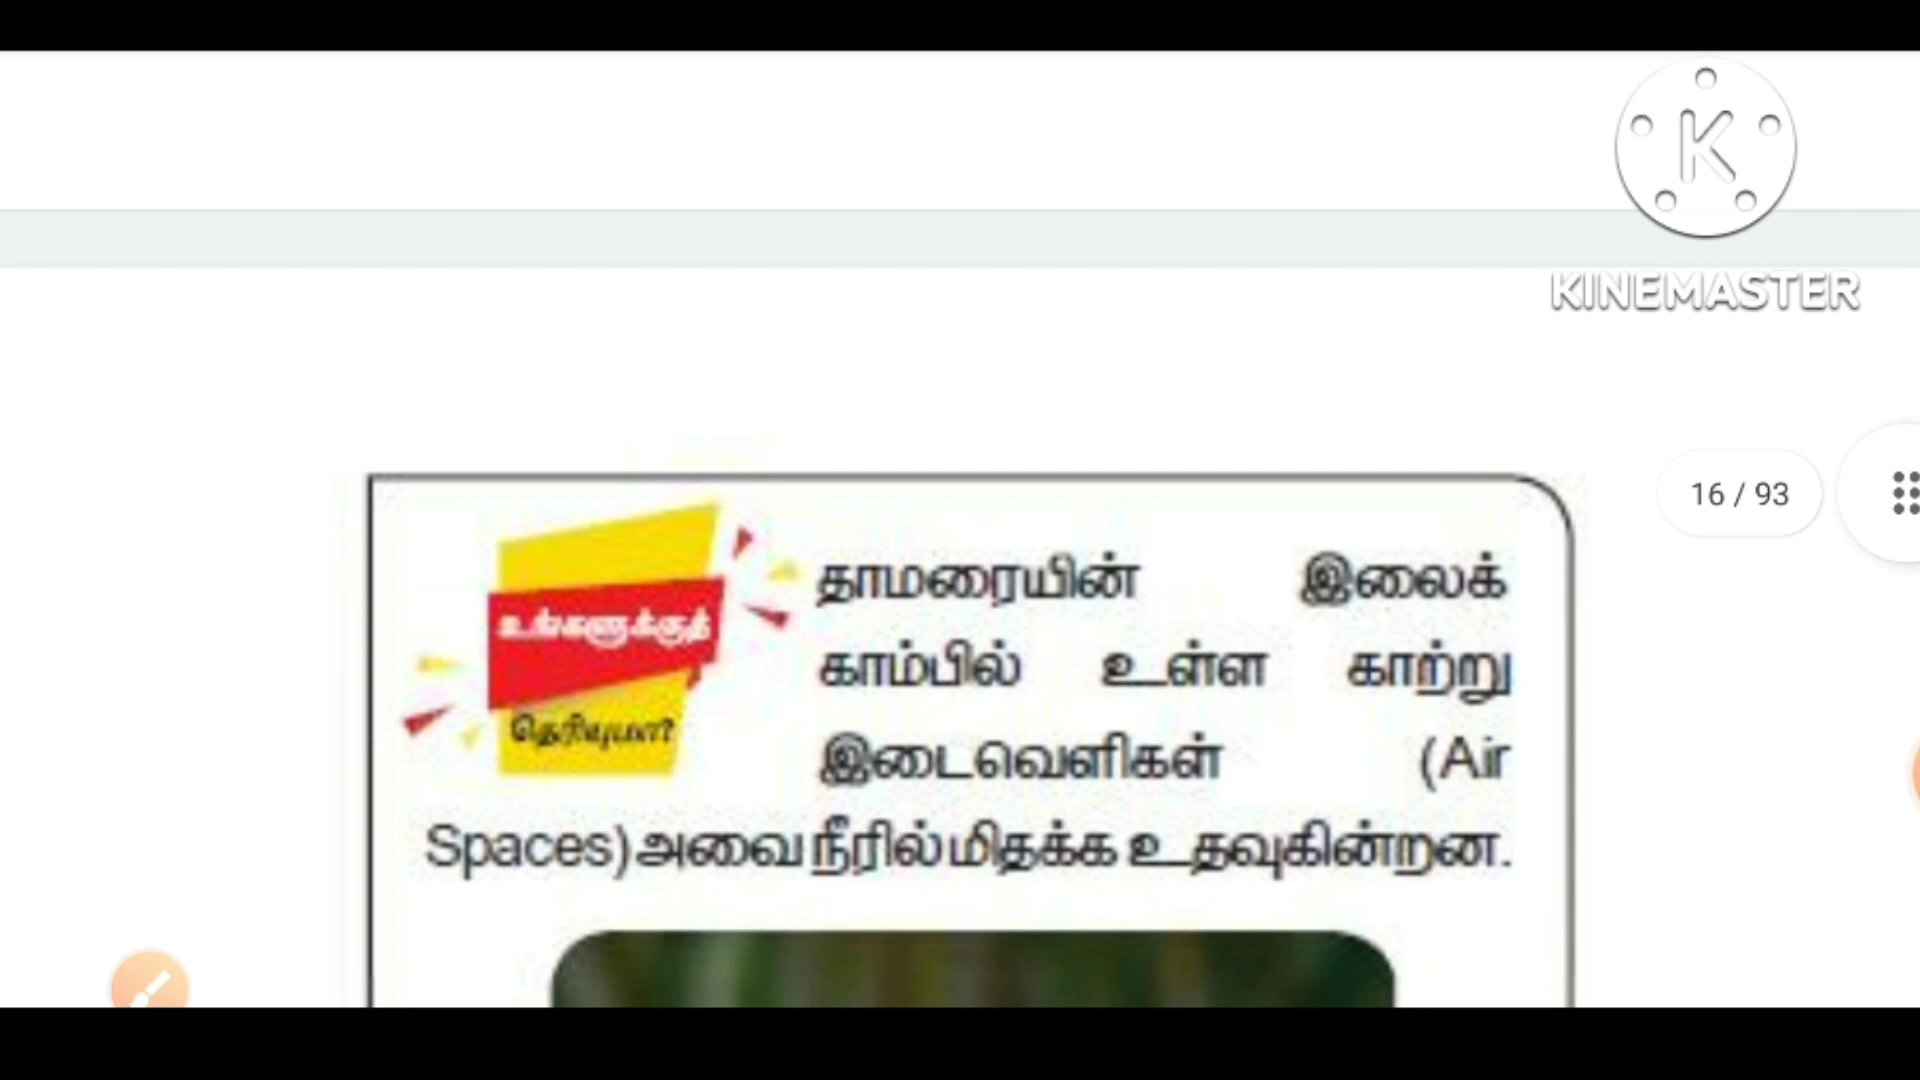 KINEMASTER
16 / 93
உங்களுக்குத்
தெரியுமா?
தாமரையின் இலைக்
காம்பில் உள்ள காற்று
இடைவெளிகள் (Air
Spaces) அவை நீரில் மிதக்க உதவுகின்றன.